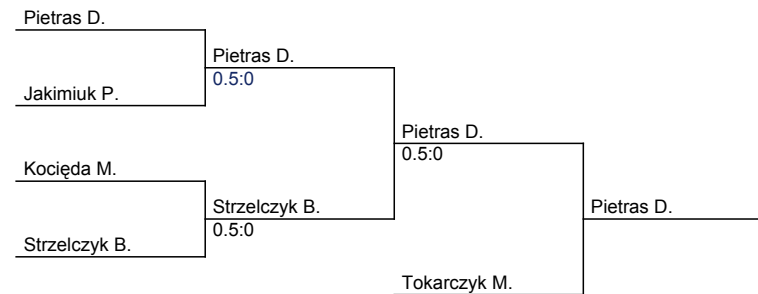 Pietras D.
Pietras D.
0.5:0
Jakimiuk P.
Pietras D.
0.5:0
Kocięda M.
Strzelczyk B.
0.5:0
Pietras D.
Strzelczyk B.
Tokarczyk M.